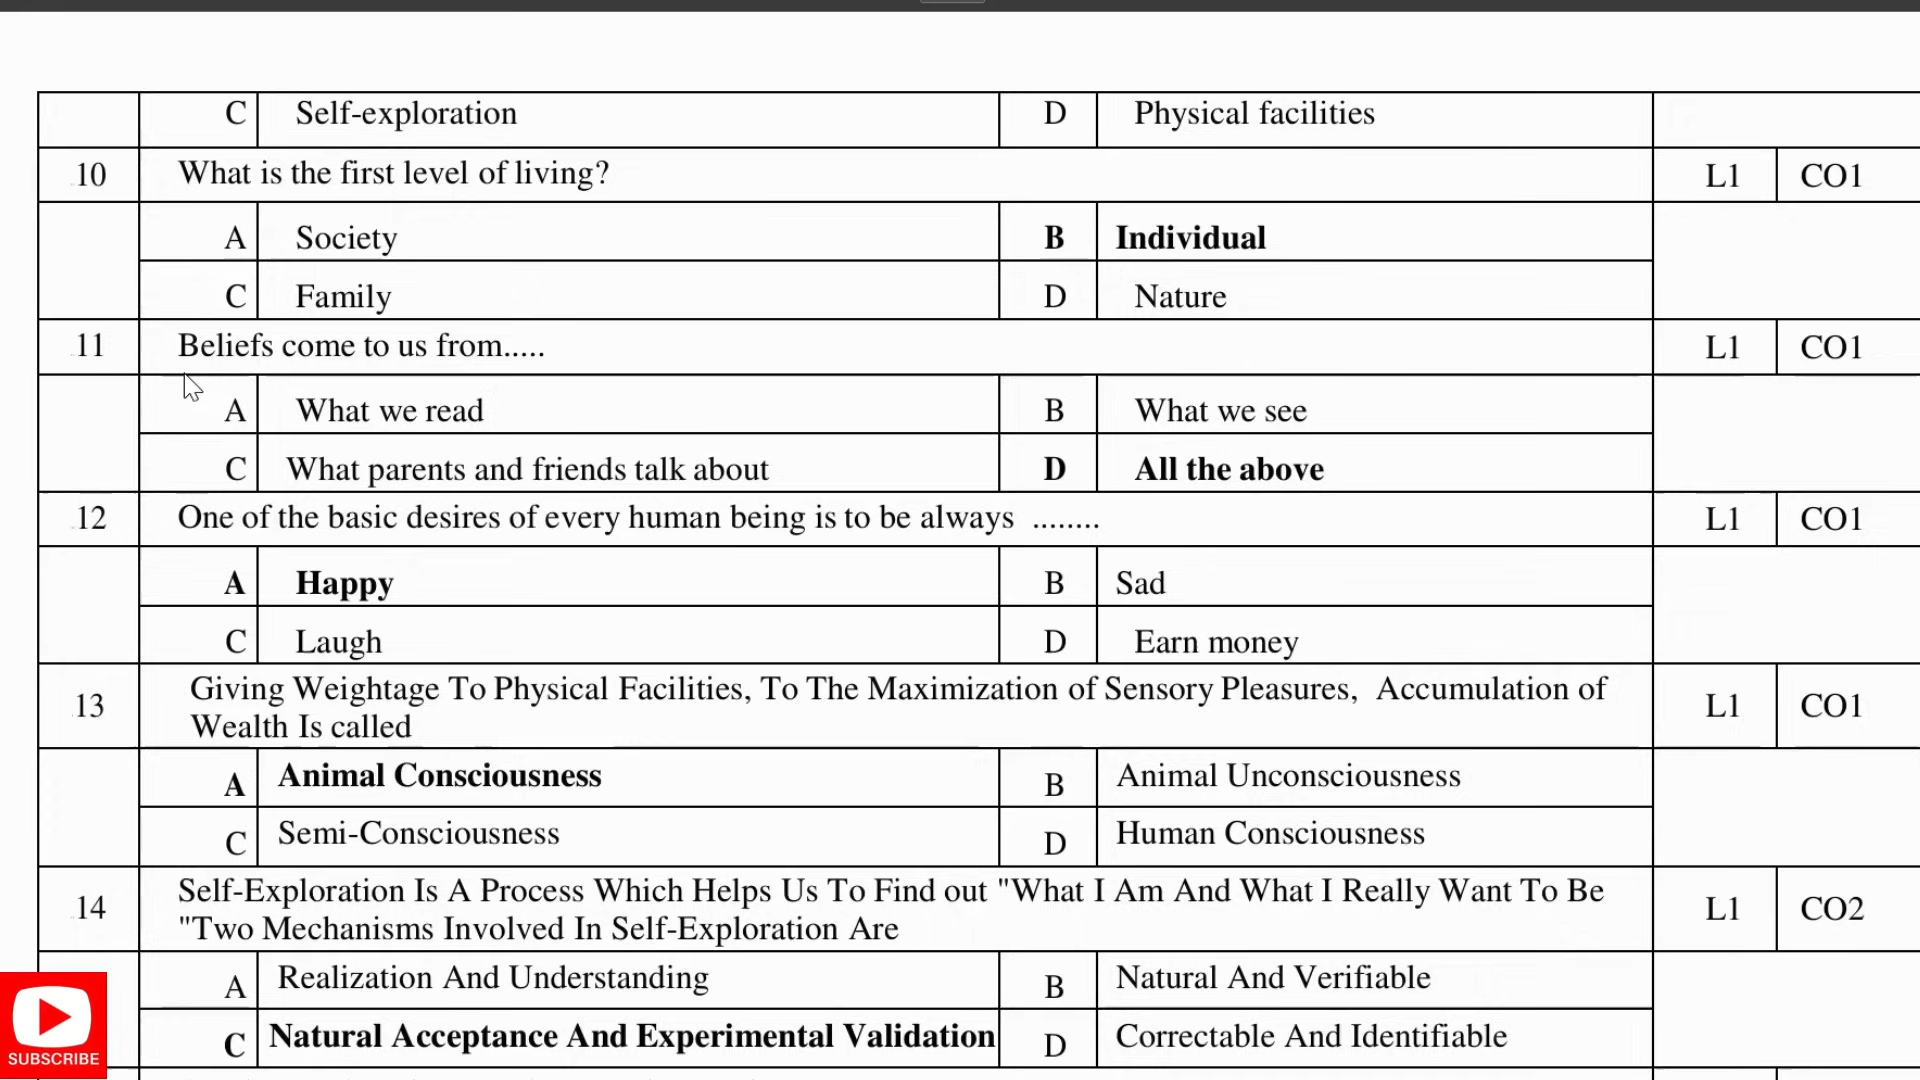 C Self-exploration D Physical facilities
10 What is the first level of living? L1 CO1
A Society B Individual
C Family D Nature
11 Beliefs come to us from..... L1 CO1
A What we read B What we see
C What parents and friends talk about D All the above
12 One of the basic desires of every human being is to be always ........ L1 CO1
A Happy B Sad
C Laugh D Earn money
13 Giving Weightage To Physical Facilities, To The Maximization of Sensory Pleasures, Accumulation of L1 CO1
Wealth Is called
A Animal Consciousness B Animal Unconsciousness
C Semi-Consciousness D Human Consciousness
14 Self-Exploration Is A Process Which Helps Us To Find out "What I Am And What I Really Want To Be L1 CO2
"Two Mechanisms Involved In Self-Exploration Are
A Realization And Understanding B Natural And Verifiable
C Natural Acceptance And Experimental Validation D Correctable And Identifiable
SUBSCRIBE